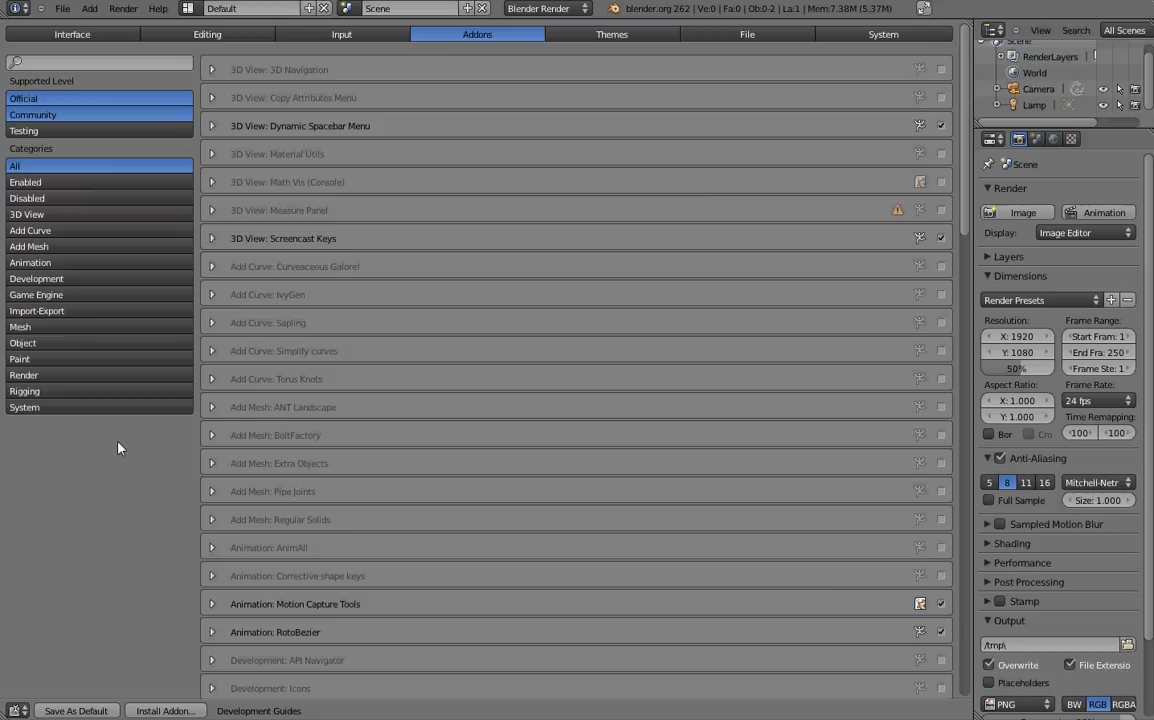 File Add Render Help Default Scene Blender Render blender.org 262 | Ve:0 | Fa:0 | Ob:0-2 | La:1 | Mem:7.38M (5.37M)
Interface Editing Input Addons Themes File System
Supported Level
Official
Community
Testing
Categories
All
Enabled
Disabled
3D View
Add Curve
Add Mesh
Animation
Development
Game Engine
Import-Export
Mesh
Object
Paint
Render
Rigging
System
3D View: 3D Navigation
3D View: Copy Attributes Menu
3D View: Dynamic Spacebar Menu
3D View: Material Utils
3D View: Math Vis (Console)
3D View: Measure Panel
3D View: Screencast Keys
Add Curve: Curveaceous Galore!
Add Curve: IvyGen
Add Curve: Sapling
Add Curve: Simplify curves
Add Curve: Torus Knots
Add Mesh: ANT Landscape
Add Mesh: BoltFactory
Add Mesh: Extra Objects
Add Mesh: Pipe Joints
Add Mesh: Regular Solids
Animation: AnimAll
Animation: Corrective shape keys
Animation: Motion Capture Tools
Animation: RotoBezier
Development: API Navigator
Development: Icons
Save As Default Install Addon... Development Guides
View Search All Scenes
Scene
RenderLayers
World
Camera
Lamp
Scene
Render
Image Animation
Display: Image Editor
Layers
Dimensions
Render Presets
Resolution: Frame Range:
X: 1920 Start Fram: 1
Y: 1080 End Fra: 250
50% Frame Ste: 1
Aspect Ratio: Frame Rate:
X: 1.000 24 fps
Y: 1.000 Time Remapping:
Bor Cro 100 100
Anti-Aliasing
5 8 11 16 Mitchell-Netr
Full Sample Size: 1.000
Sampled Motion Blur
Shading
Performance
Post Processing
Stamp
Output
/tmp\
Overwrite File Extensio
Placeholders
PNG BW RGB RGBA